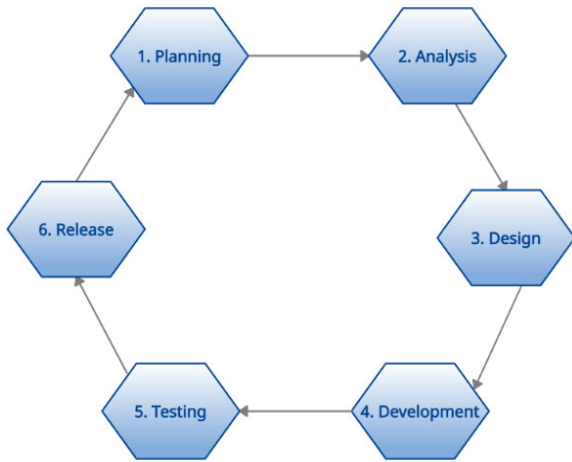 1. Planning
2. Analysis
3. Design
4. Development
5. Testing
6. Release